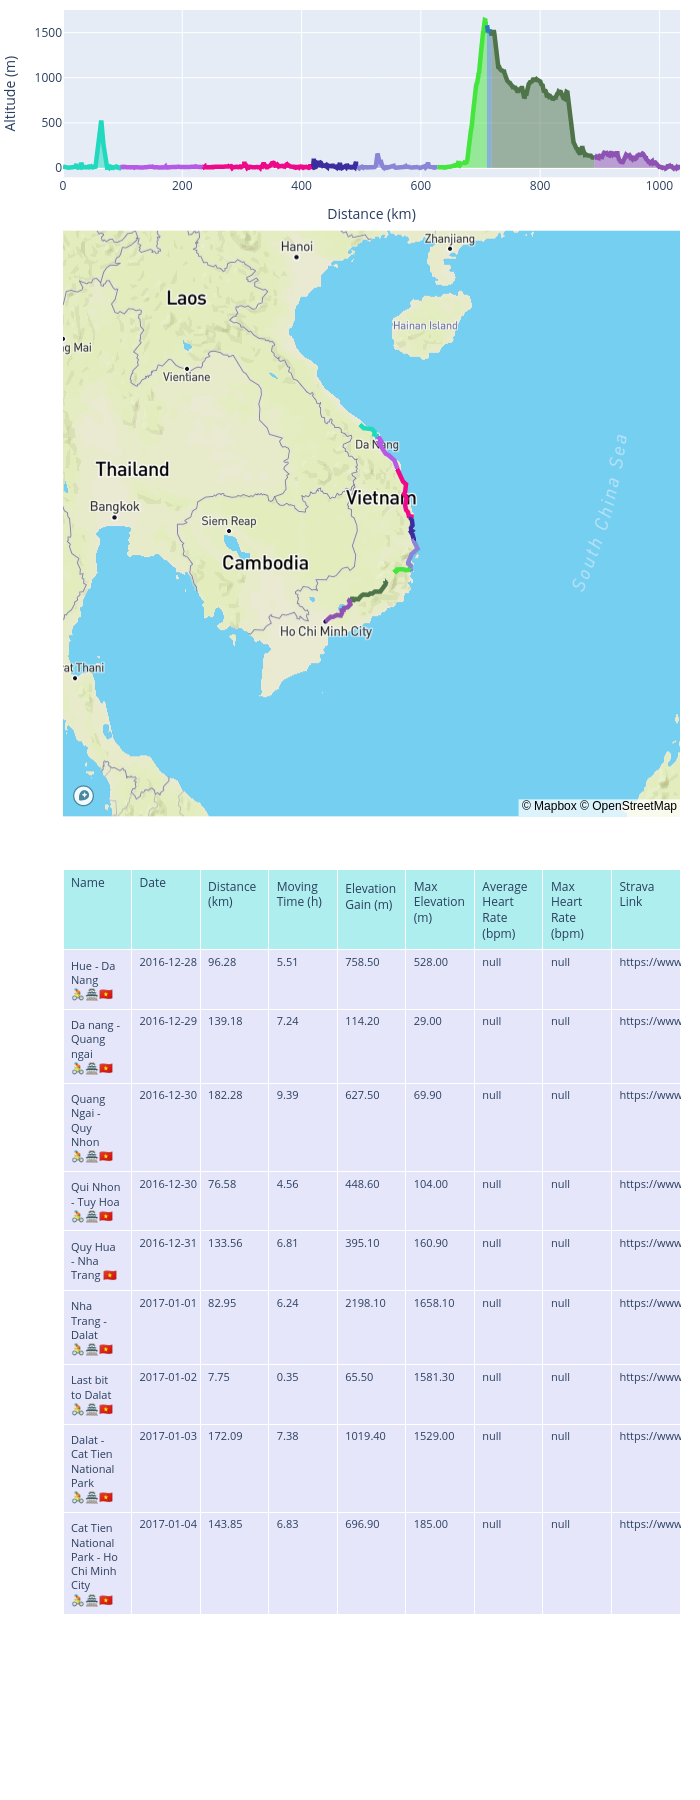 1500
1000
500
0
Altitude (m)
0 200 400 600 800 1000
Distance (km)
Hanoi
Zhanjiang
Laos
Hainan Island
ng Mai
Vientiane
Da Nang
Thailand
Vietnam
Bangkok
Siem Reap
South China Sea
Cambodia
Ho Chi Minh City
rat Thani
© Mapbox © OpenStreetMap
Name Date Distance (km) Moving Time (h) Elevation Gain (m) Max Elevation (m) Average Heart Rate (bpm) Max Heart Rate (bpm) Strava Link
Hue - Da Nang 🚴🏯🇻🇳 2016-12-28 96.28 5.51 758.50 528.00 null null https://www
Da nang - Quang ngai 🚴🏯🇻🇳 2016-12-29 139.18 7.24 114.20 29.00 null null https://www
Quang Ngai - Quy Nhon 🚴🏯🇻🇳 2016-12-30 182.28 9.39 627.50 69.90 null null https://www
Qui Nhon - Tuy Hoa 🚴🏯🇻🇳 2016-12-30 76.58 4.56 448.60 104.00 null null https://www
Quy Hua - Nha Trang 🇻🇳 2016-12-31 133.56 6.81 395.10 160.90 null null https://www
Nha Trang - Dalat 🚴🏯🇻🇳 2017-01-01 82.95 6.24 2198.10 1658.10 null null https://www
Last bit to Dalat 🚴🏯🇻🇳 2017-01-02 7.75 0.35 65.50 1581.30 null null https://www
Dalat - Cat Tien National Park 🚴🏯🇻🇳 2017-01-03 172.09 7.38 1019.40 1529.00 null null https://www
Cat Tien National Park - Ho Chi Minh City 🚴🏯🇻🇳 2017-01-04 143.85 6.83 696.90 185.00 null null https://www